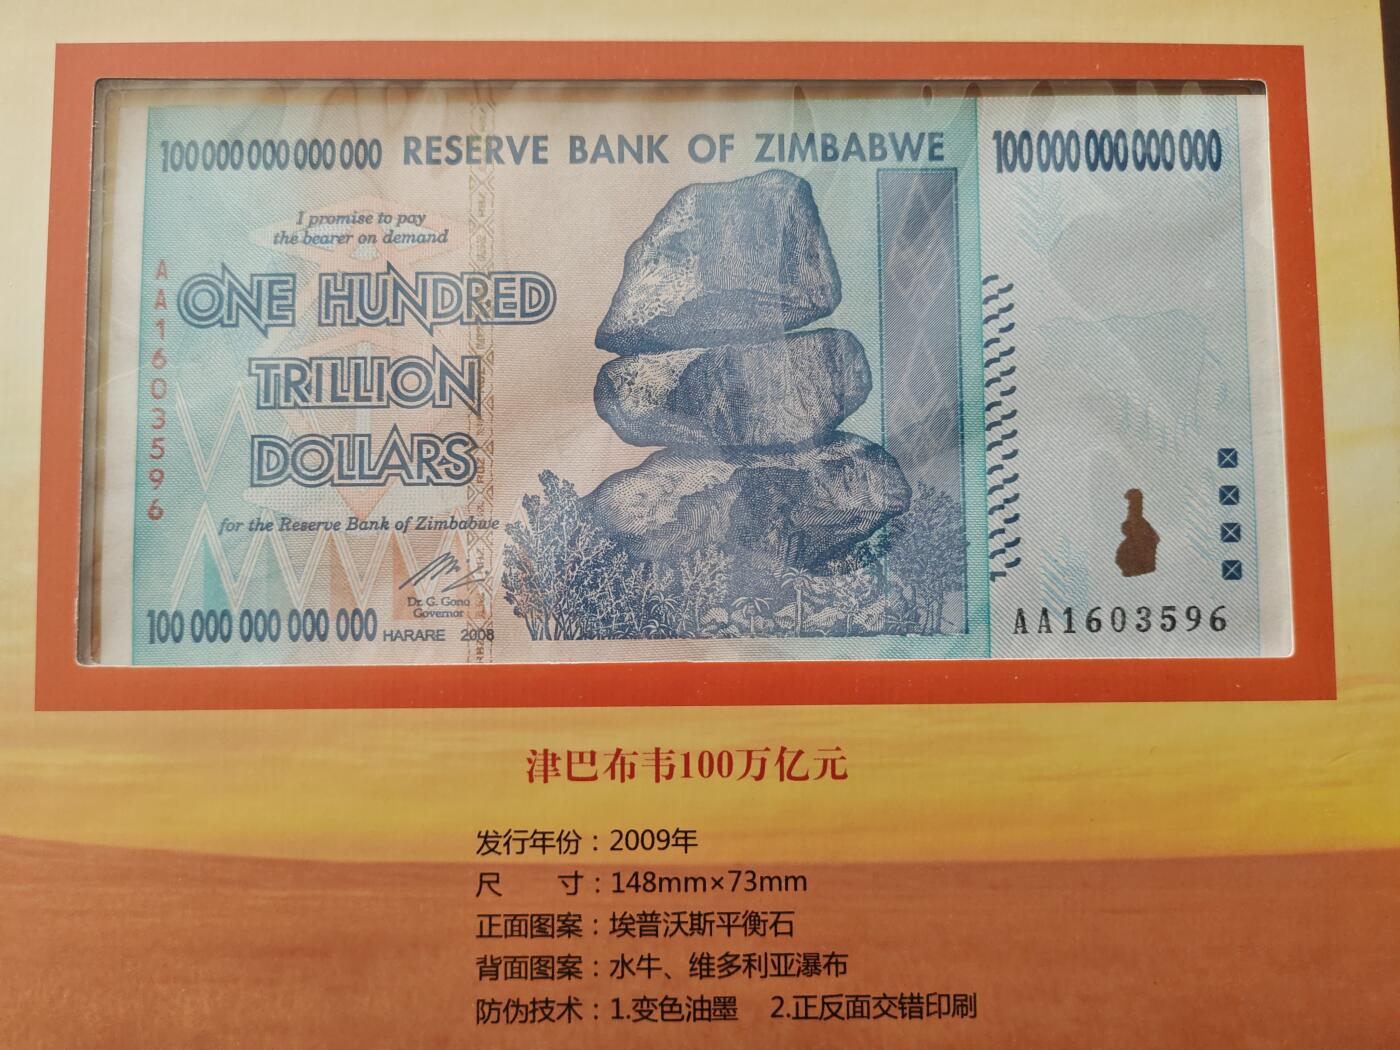 100 000 000 000 000 RESERVE BANK OF ZIMBABWE 100 000 000 000 000
I promise to pay
the bearer on demand
ONE HUNDRED
TRILLION
DOLLARS
AA1603596
for the Reserve Bank of Zimbabwe
Dr. G. Gono
Governor
100 000 000 000 000 HARARE 2008
AA1603596
津巴布韦100万亿元
发行年份：2009年
尺 寸：148mm×73mm
正面图案：埃普沃斯平衡石
背面图案：水牛、维多利亚瀑布
防伪技术：1.变色油墨 2.正反面交错印刷